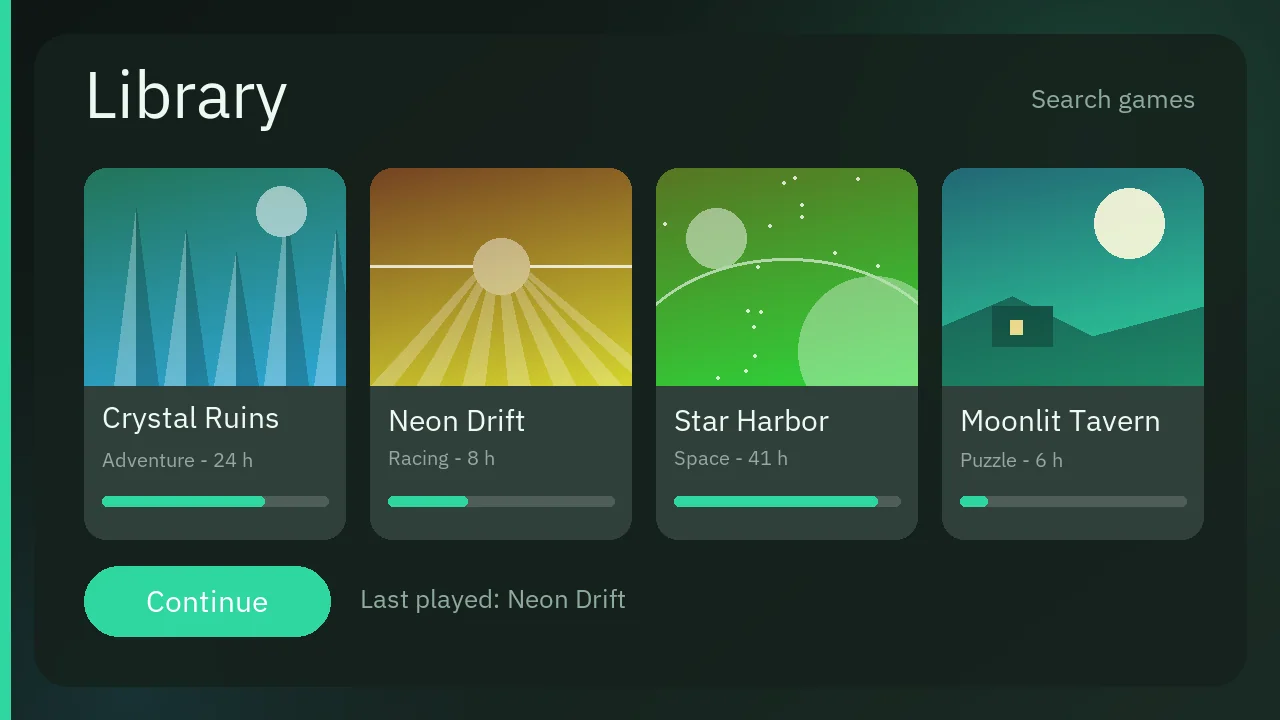 Library
Search games
Crystal Ruins
Adventure - 24 h
Neon Drift
Racing - 8 h
Star Harbor
Space - 41 h
Moonlit Tavern
Puzzle - 6 h
Continue
Last played: Neon Drift